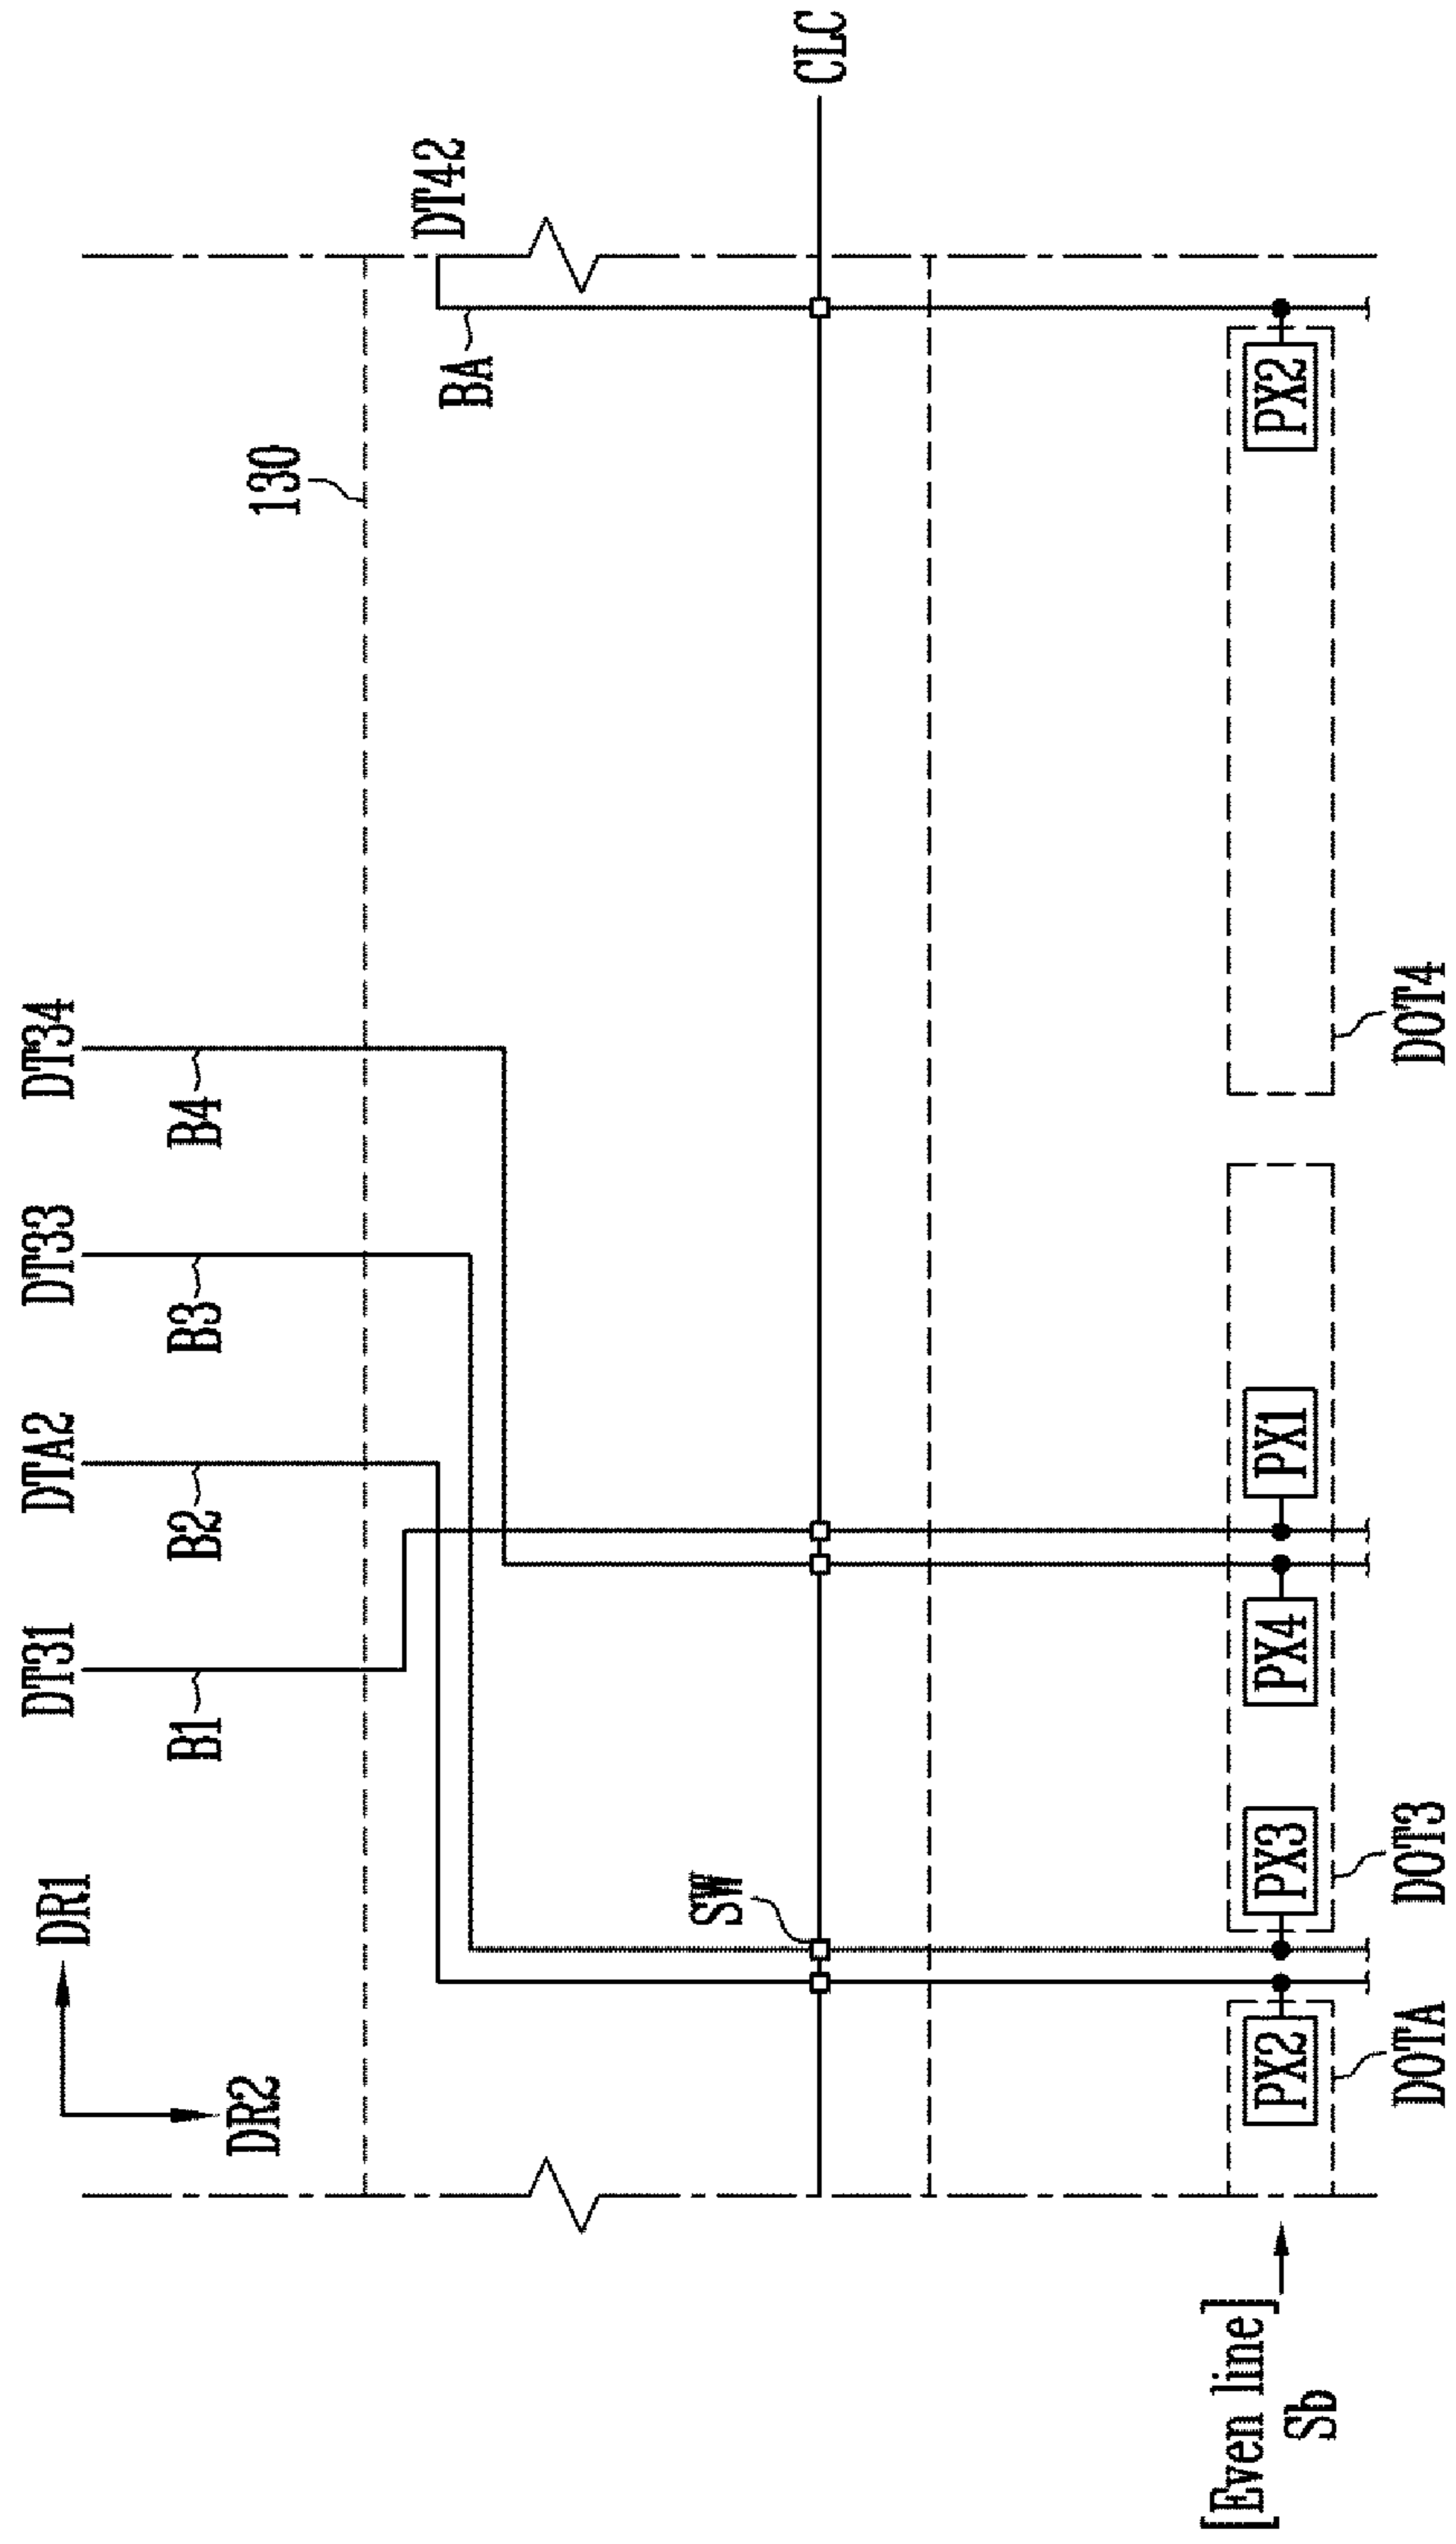 DR1
DR2
DT31
DTA2
DT33
DT34
B1
B2
B3
B4
130
DT42
BA
SW
CLC
[Even line]
Sb
PX2
PX3
PX4
PX1
PX2
DOTA
DOT3
DOT4